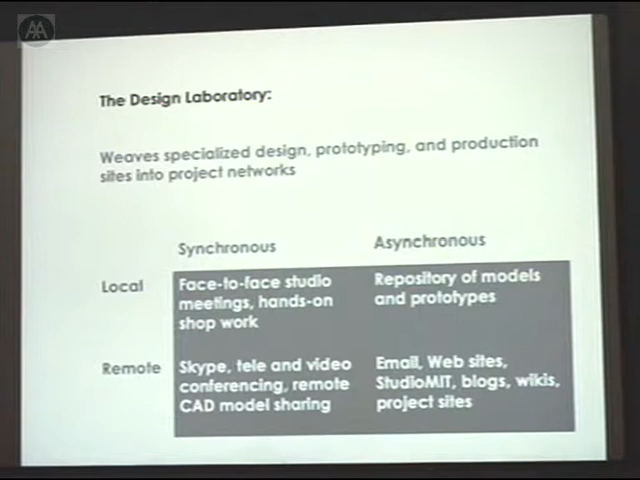 AA
The Design Laboratory:
Weaves specialized design, prototyping, and production
sites into project networks
Synchronous
Asynchronous
Local
Face-to-face studio
meetings, hands-on
shop work
Repository of models
and prototypes
Remote
Skype, tele and video
conferencing, remote
CAD model sharing
Email, Web sites,
StudioMIT, blogs, wikis,
project sites